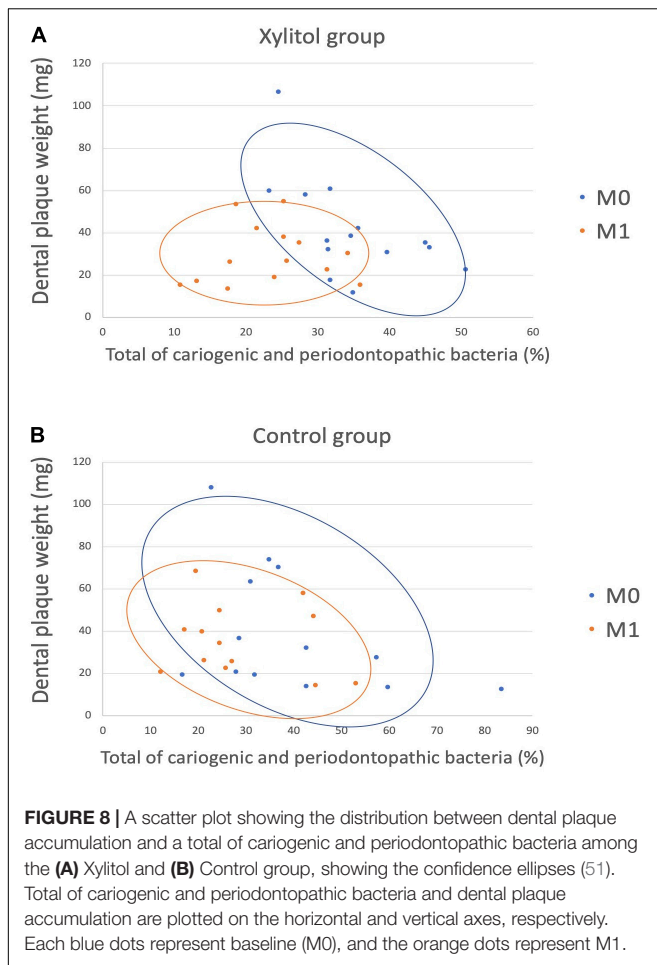 A
Xylitol group
Dental plaque weight (mg)
120
100
80
60
40
20
0
0 10 20 30 40 50 60
Total of cariogenic and periodontopathic bacteria (%)
M0
M1
B
Control group
Dental plaque weight (mg)
120
100
80
60
40
20
0
0 10 20 30 40 50 60 70 80 90
Total of cariogenic and periodontopathic bacteria (%)
M0
M1
FIGURE 8 | A scatter plot showing the distribution between dental plaque
accumulation and a total of cariogenic and periodontopathic bacteria among
the (A) Xylitol and (B) Control group, showing the confidence ellipses (51).
Total of cariogenic and periodontopathic bacteria and dental plaque
accumulation are plotted on the horizontal and vertical axes, respectively.
Each blue dots represent baseline (M0), and the orange dots represent M1.